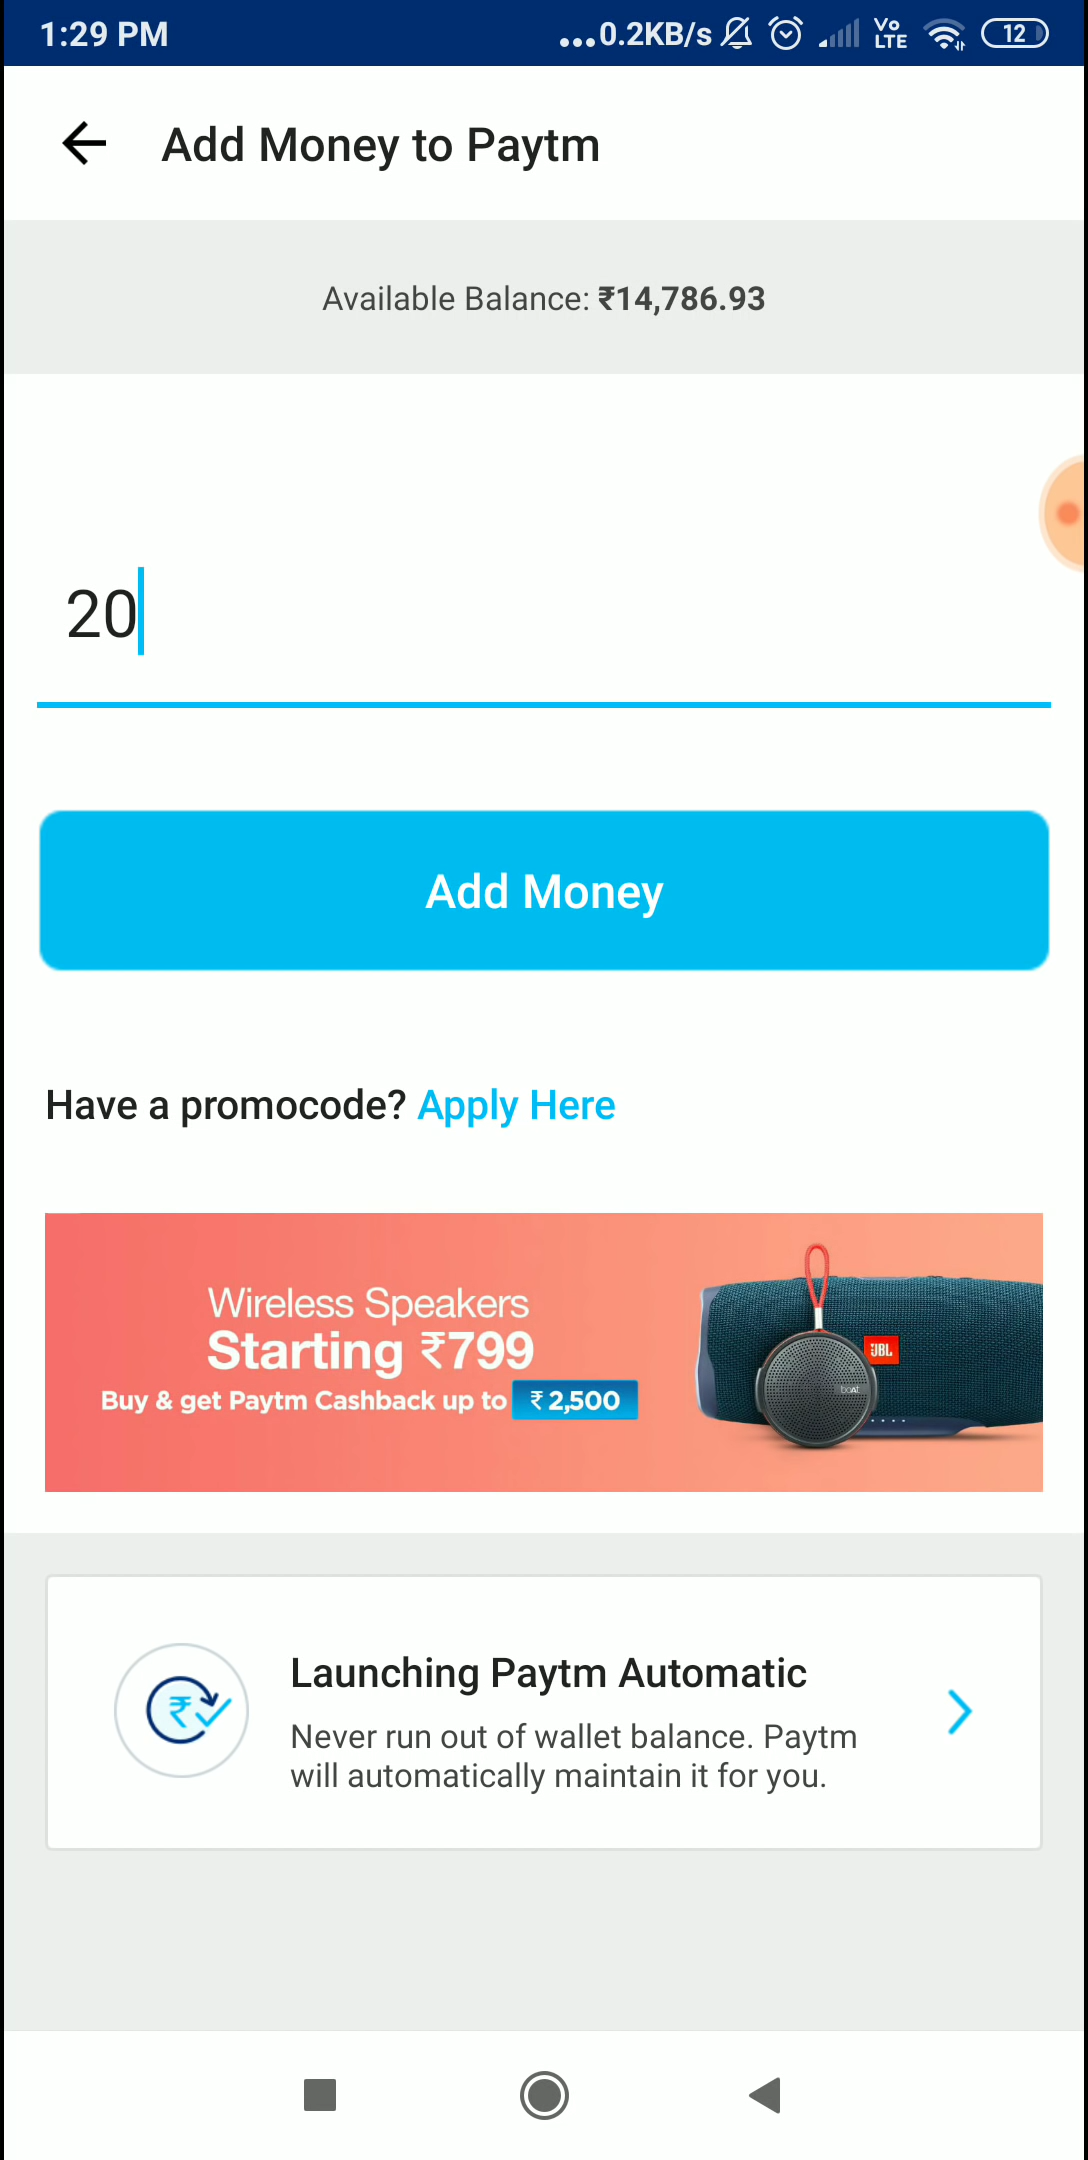 1:29 PM
...0.2KB/s
Vo
LTE
12
Add Money to Paytm
Available Balance: ₹14,786.93
20
Add Money
Have a promocode? Apply Here
Wireless Speakers
Starting ₹799
Buy & get Paytm Cashback up to ₹ 2,500
JBL
boAt
₹
Launching Paytm Automatic
Never run out of wallet balance. Paytm
will automatically maintain it for you.